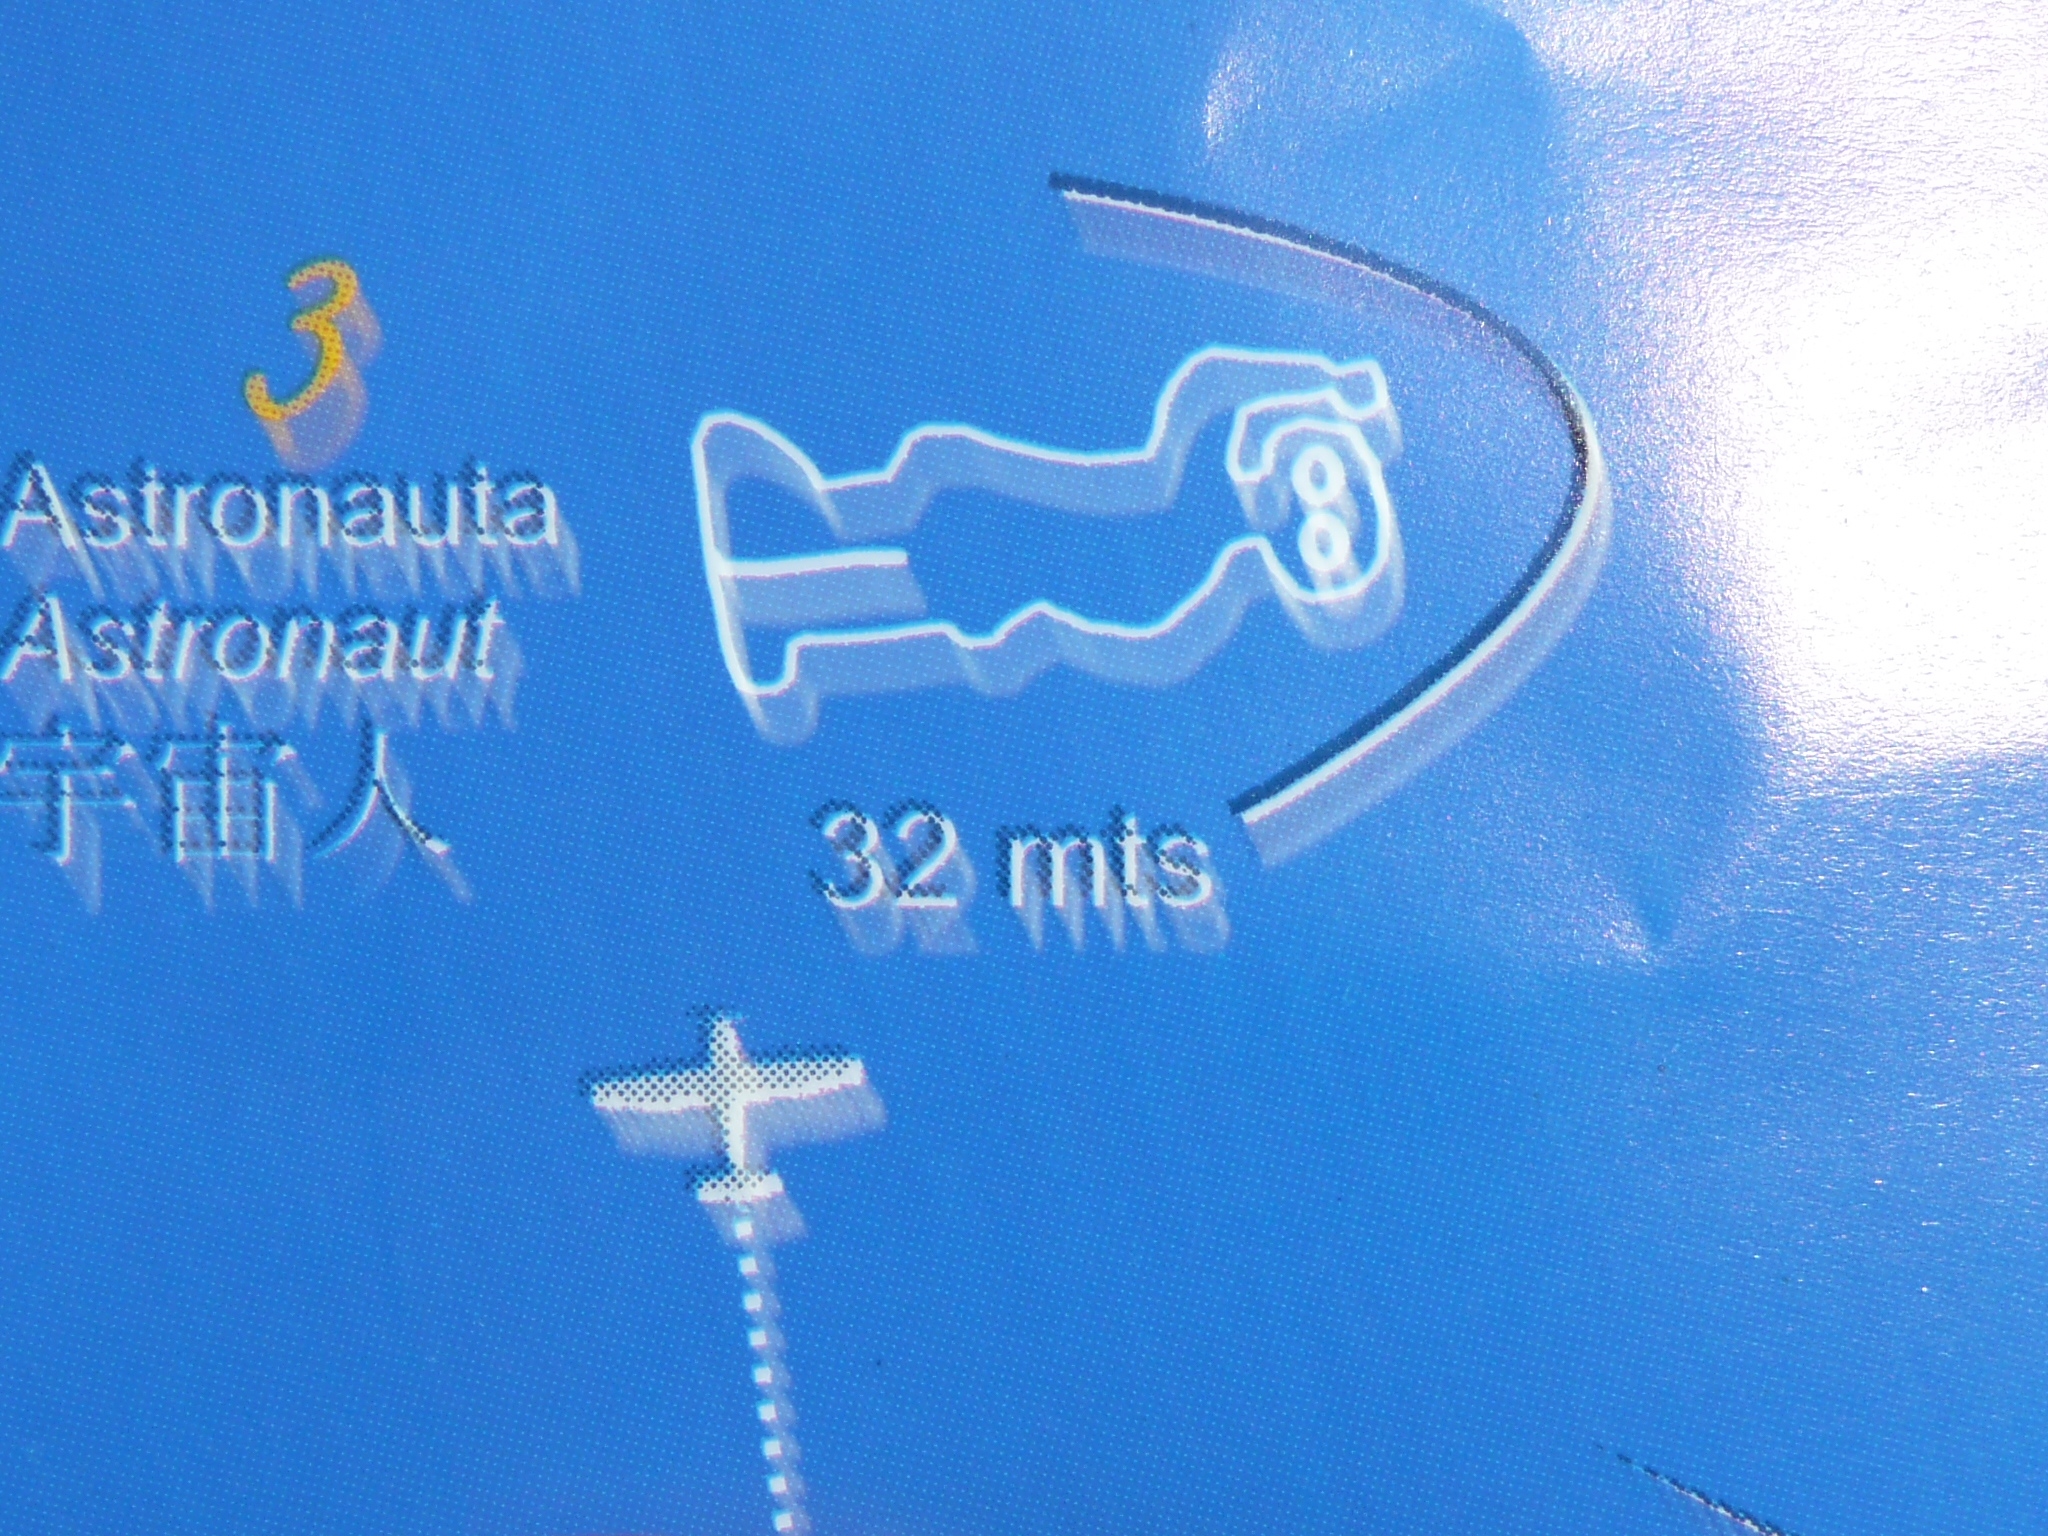 3
Astronauta
Astronaut
宇宙人
32 mts